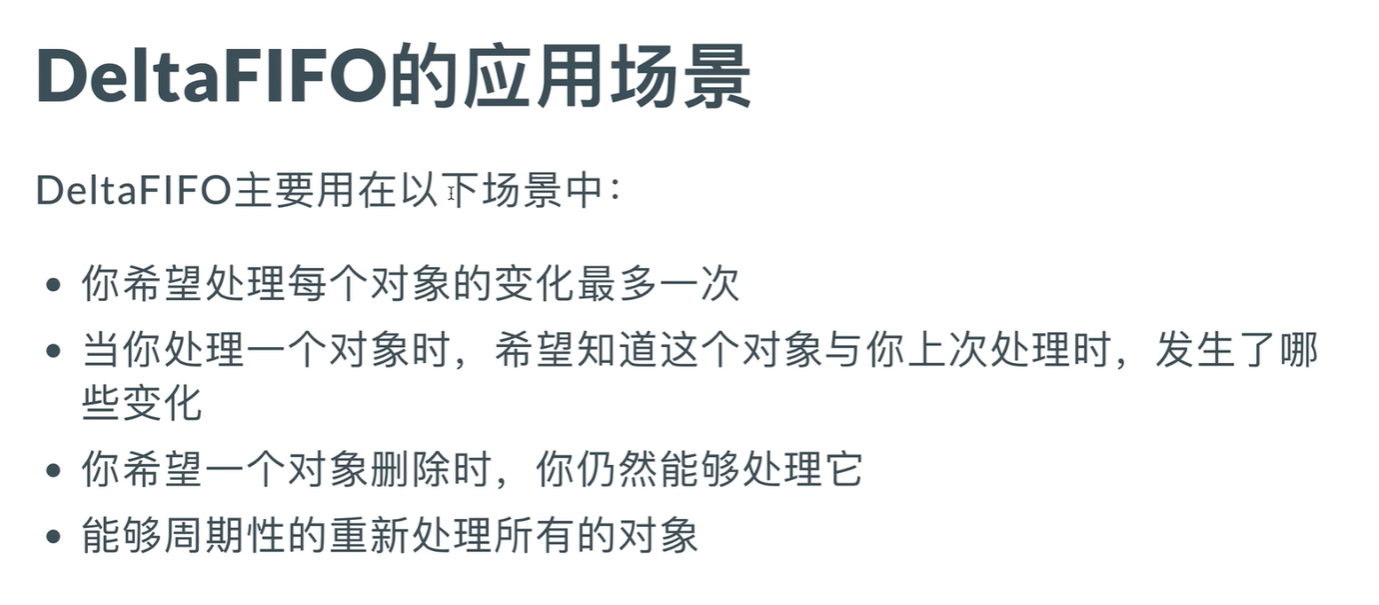 DeltaFIFO的应用场景
DeltaFIFO主要用在以下场景中：
• 你希望处理每个对象的变化最多一次
• 当你处理一个对象时，希望知道这个对象与你上次处理时，发生了哪
些变化
• 你希望一个对象删除时，你仍然能够处理它
• 能够周期性的重新处理所有的对象